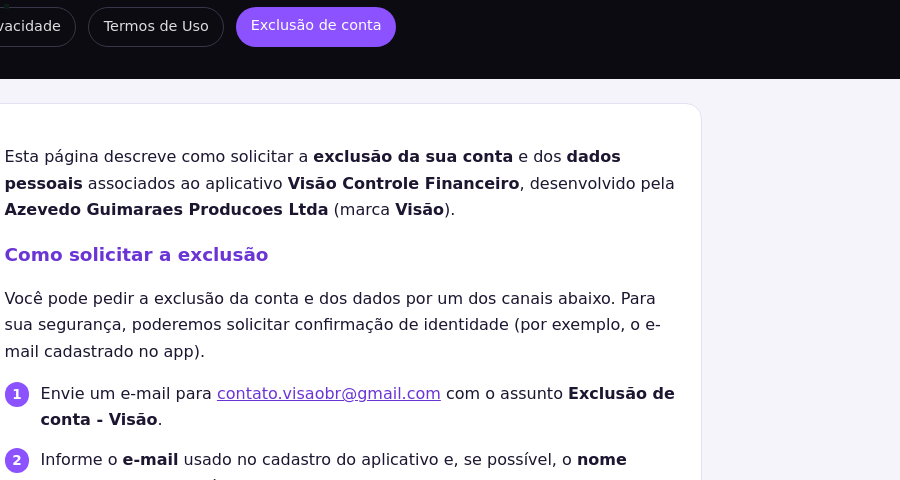 vacidade
Termos de Uso
Exclusão de conta
Esta página descreve como solicitar a exclusão da sua conta e dos dados
pessoais associados ao aplicativo Visão Controle Financeiro, desenvolvido pela
Azevedo Guimaraes Producoes Ltda (marca Visão).
Como solicitar a exclusão
Você pode pedir a exclusão da conta e dos dados por um dos canais abaixo. Para
sua segurança, poderemos solicitar confirmação de identidade (por exemplo, o e-
mail cadastrado no app).
1 Envie um e-mail para contato.visaobr@gmail.com com o assunto Exclusão de
conta - Visão.
2 Informe o e-mail usado no cadastro do aplicativo e, se possível, o nome